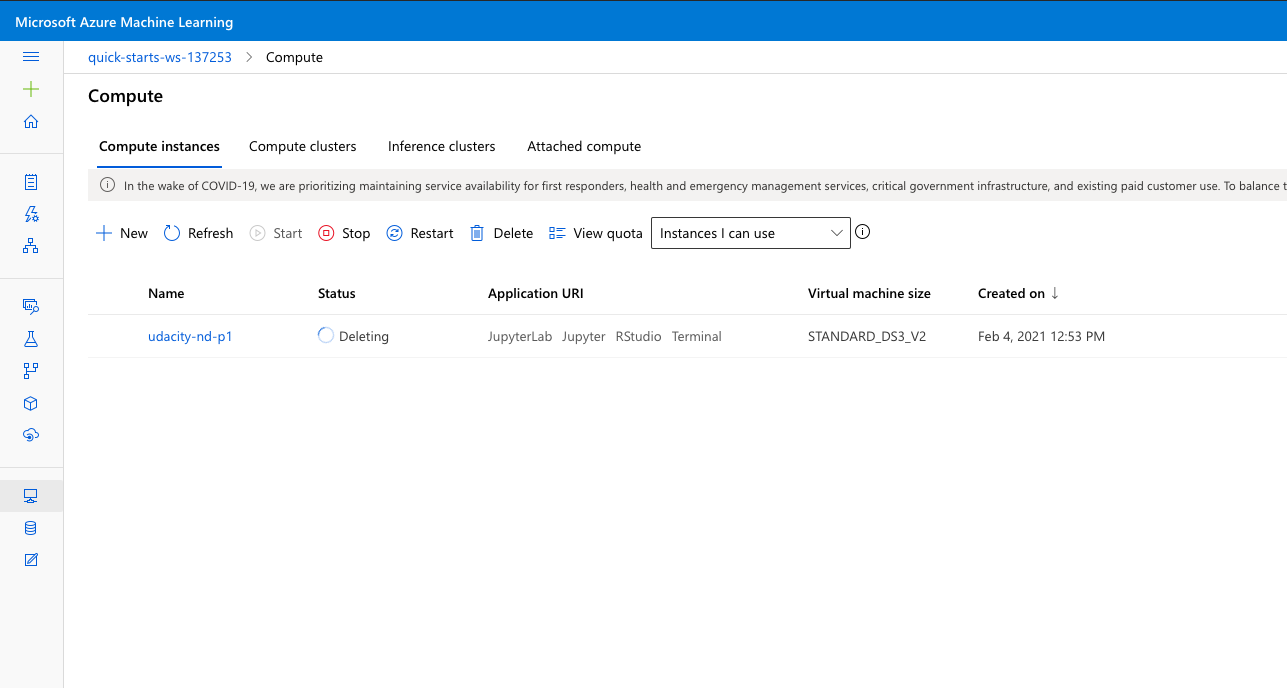 Microsoft Azure Machine Learning
quick-starts-ws-137253 > Compute
Compute
Compute instances Compute clusters Inference clusters Attached compute
In the wake of COVID-19, we are prioritizing maintaining service availability for first responders, health and emergency management services, critical government infrastructure, and existing paid customer use. To balance
New Refresh Start Stop Restart Delete View quota Instances I can use
Name Status Application URI Virtual machine size Created on ↓
udacity-nd-p1 Deleting JupyterLab Jupyter RStudio Terminal STANDARD_DS3_V2 Feb 4, 2021 12:53 PM